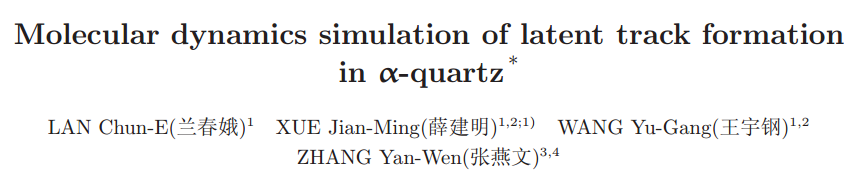 Molecular dynamics simulation of latent track formation
in α-quartz*
LAN Chun-E(兰春娥)1 XUE Jian-Ming(薛建明)1,2;1) WANG Yu-Gang(王宇钢)1,2
ZHANG Yan-Wen(张燕文)3,4